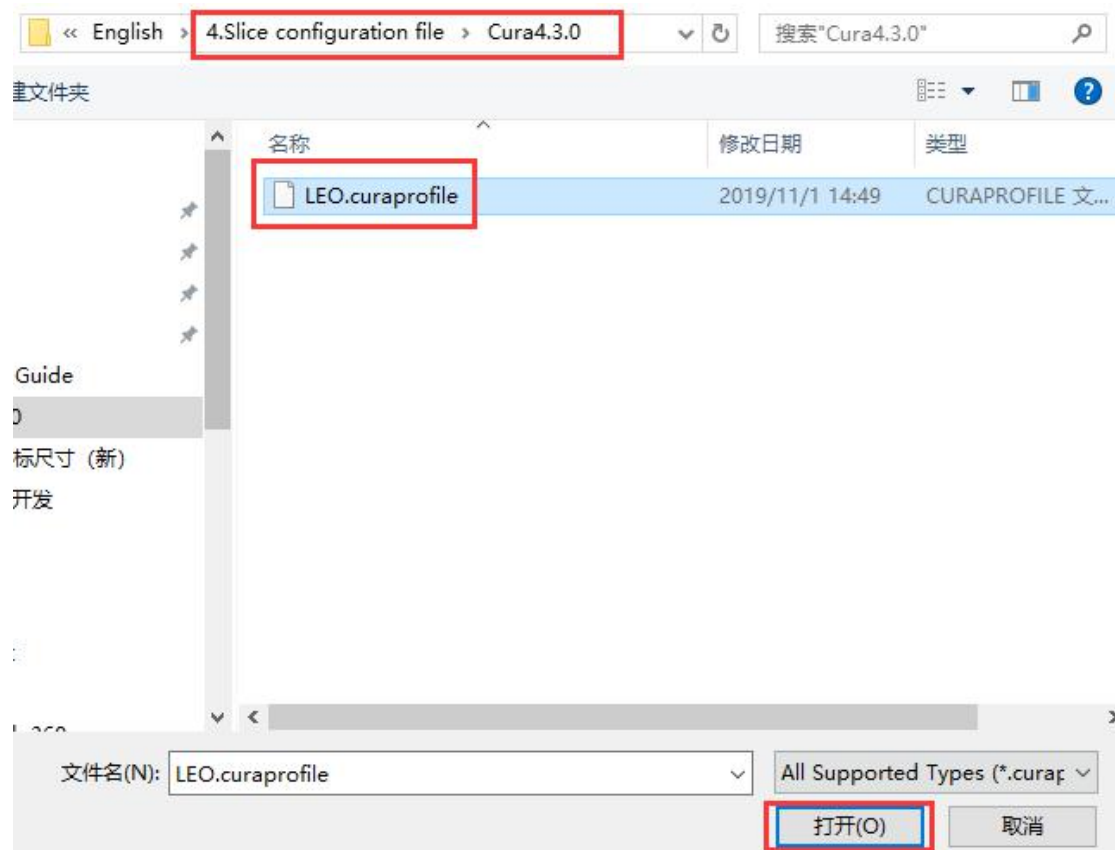 « English › 4.Slice configuration file › Cura4.3.0 搜索"Cura4.3.0"
建文件夹
名称 修改日期 类型
LEO.curaprofile 2019/11/1 14:49 CURAPROFILE 文...
Guide
0
标尺寸 (新)
开发
文件名(N): LEO.curaprofile All Supported Types (*.curap
打开(O) 取消